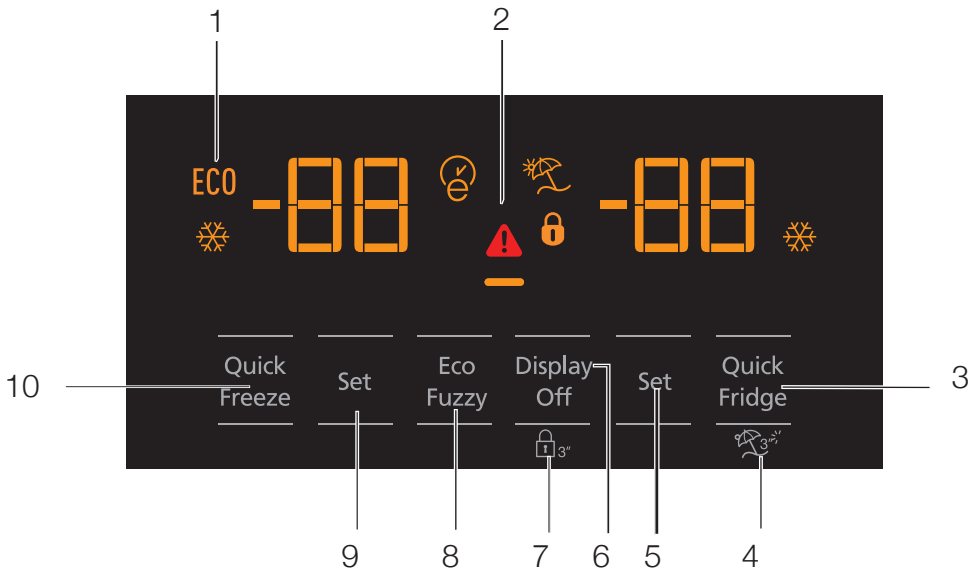 1
2
ECO
-88
e
-88
Quick
Freeze
Set
Eco
Fuzzy
Display
Off
Set
Quick
Fridge
10
3
3"
3"
9
8
7
6
5
4